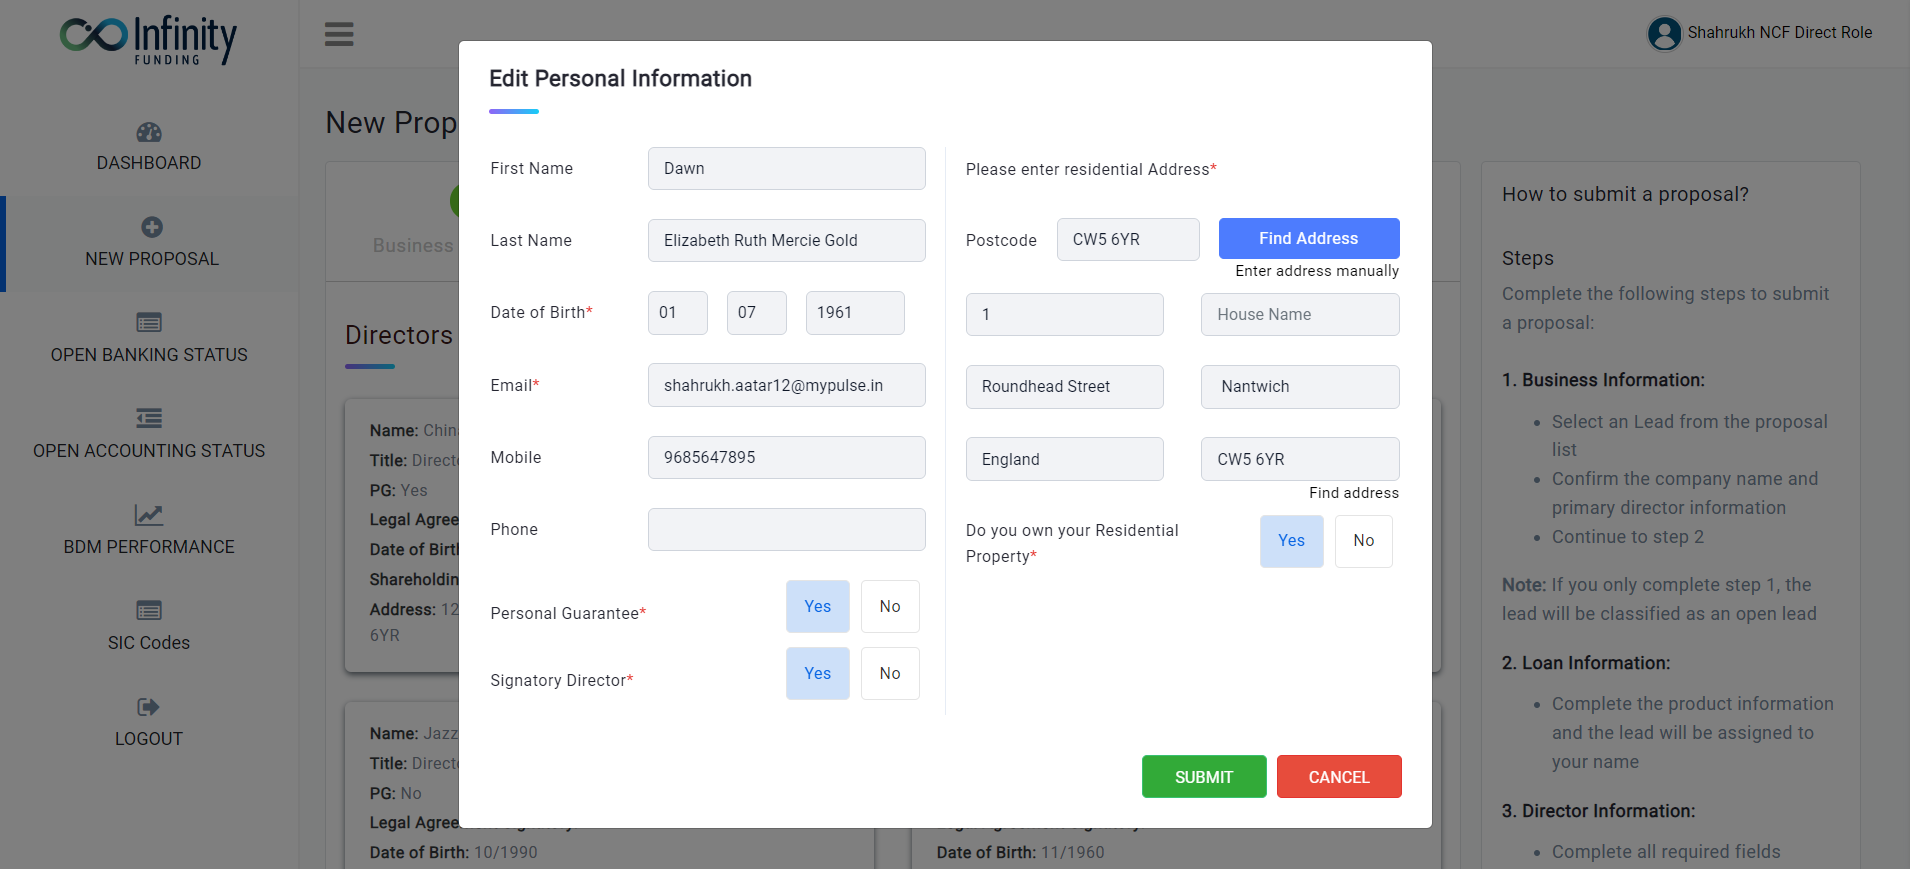 Infinity
FUNDING
DASHBOARD
NEW PROPOSAL
OPEN BANKING STATUS
OPEN ACCOUNTING STATUS
BDM PERFORMANCE
SIC Codes
LOGOUT
Shahrukh NCF Direct Role
New Prop
Business
Directors
Name: China
Title: Directo
PG: Yes
Legal Agree
Date of Birth
Shareholdin
Address: 12
6YR
Name: Jazz
Title: Directo
PG: No
Legal Agree
Date of Birth: 10/1990
Date of Birth: 11/1960
Edit Personal Information
First Name
Dawn
Last Name
Elizabeth Ruth Mercie Gold
Date of Birth*
01
07
1961
Email*
shahrukh.aatar12@mypulse.in
Mobile
9685647895
Phone
Personal Guarantee*
Yes
No
Signatory Director*
Yes
No
Please enter residential Address*
Postcode
CW5 6YR
Find Address
Enter address manually
1
House Name
Roundhead Street
Nantwich
England
CW5 6YR
Find address
Do you own your Residential
Property*
Yes
No
SUBMIT
CANCEL
How to submit a proposal?
Steps
Complete the following steps to submit
a proposal:
1. Business Information:
• Select an Lead from the proposal
list
• Confirm the company name and
primary director information
• Continue to step 2
Note: If you only complete step 1, the
lead will be classified as an open lead
2. Loan Information:
• Complete the product information
and the lead will be assigned to
your name
3. Director Information:
• Complete all required fields